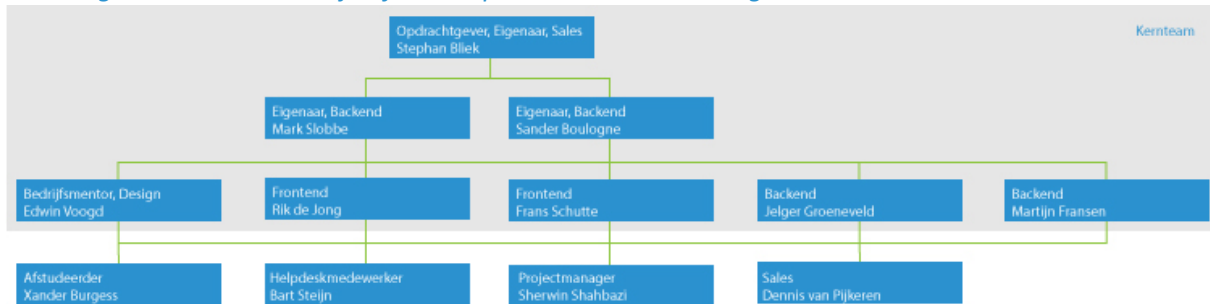 Opdrachtgever, Eigenaar, Sales
Stephan Bliek
Kernteam
Eigenaar, Backend
Mark Slobbe
Eigenaar, Backend
Sander Boulogne
Bedrijfsmentor, Design
Edwin Voogd
Frontend
Rik de Jong
Frontend
Frans Schutte
Backend
Jelger Groeneveld
Backend
Martijn Fransen
Afstudeerder
Xander Burgess
Helpdeskmedewerker
Bart Steijn
Projectmanager
Sherwin Shahbazi
Sales
Dennis van Pijkeren